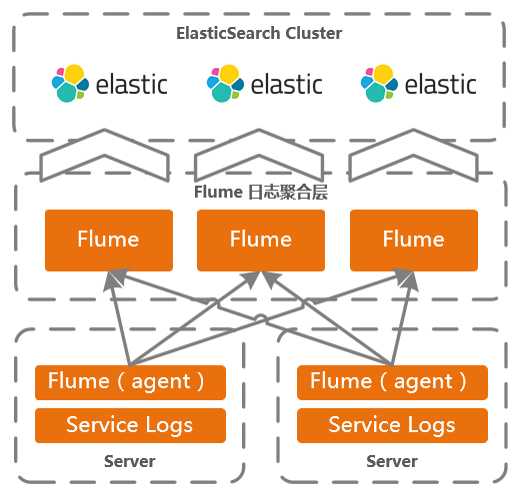 ElasticSearch Cluster
elastic elastic elastic
Flume 日志聚合层
Flume Flume Flume
Flume（agent） Flume（agent）
Service Logs Service Logs
Server Server